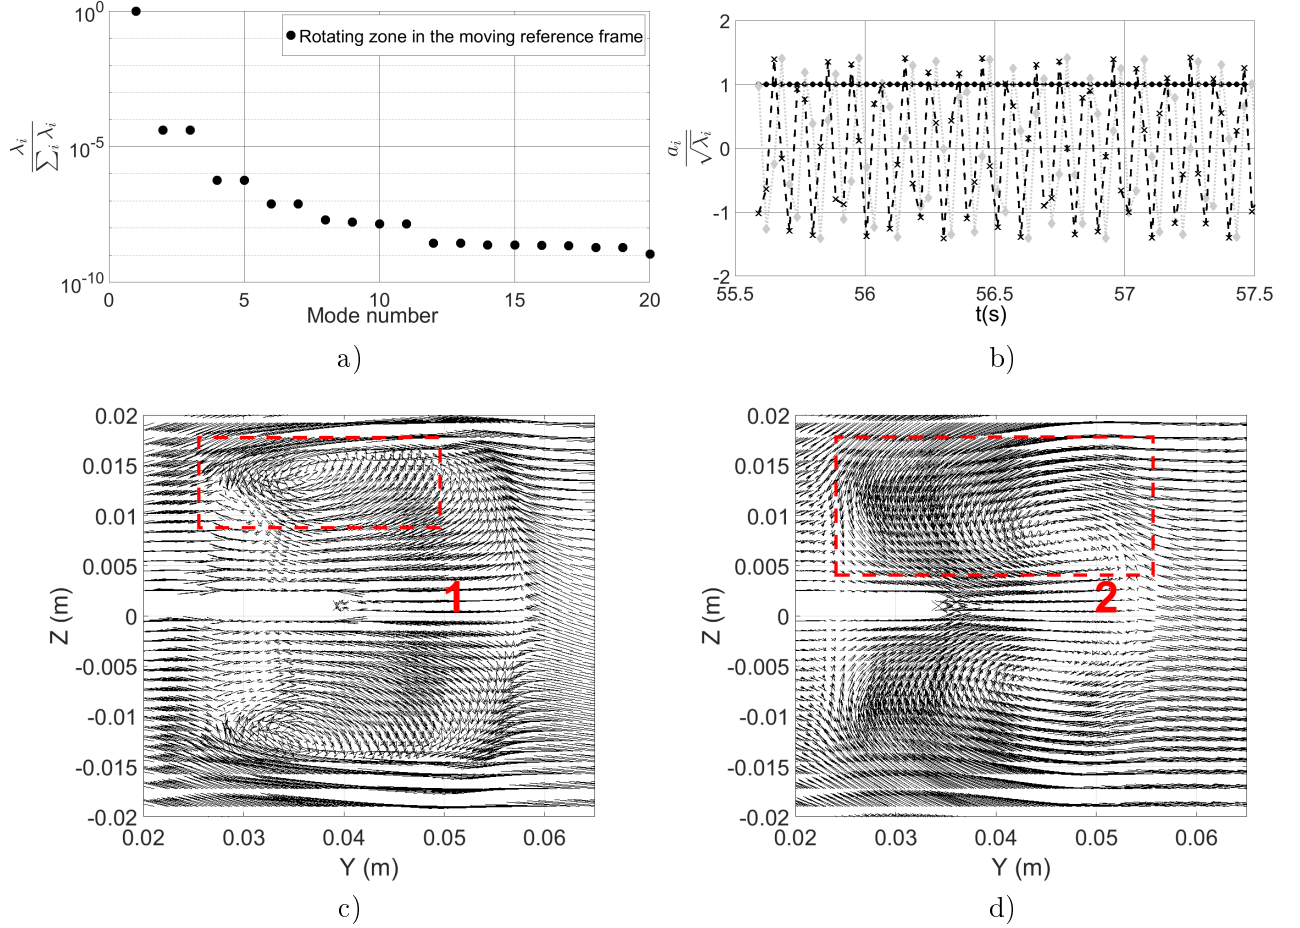 10^0
10^-5
10^-10
λ_i / ∑_i λ_i
Rotating zone in the moving reference frame
0 5 10 15 20
Mode number
a)
2
1
0
-1
-2
a_i / √λ_i
55.5 56 56.5 57 57.5
t(s)
b)
0.02
0.015
0.01
0.005
0
-0.005
-0.01
-0.015
-0.02
Z (m)
1
0.02 0.03 0.04 0.05 0.06
Y (m)
c)
0.02
0.015
0.01
0.005
0
-0.005
-0.01
-0.015
-0.02
Z (m)
2
0.02 0.03 0.04 0.05 0.06
Y (m)
d)